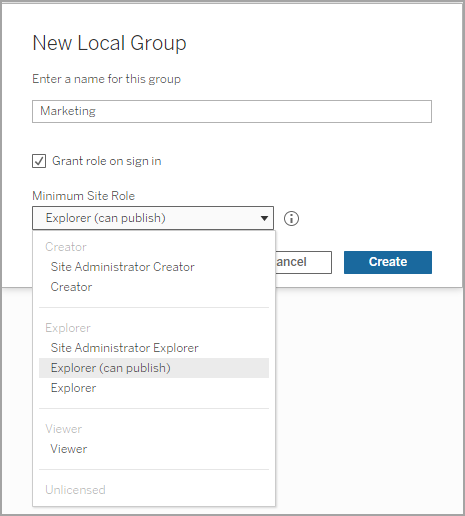 New Local Group
Enter a name for this group
Marketing
Grant role on sign in
Minimum Site Role
Explorer (can publish)
Creator
Site Administrator Creator
ancel
Create
Creator
Explorer
Site Administrator Explorer
Explorer (can publish)
Explorer
Viewer
Viewer
Unlicensed